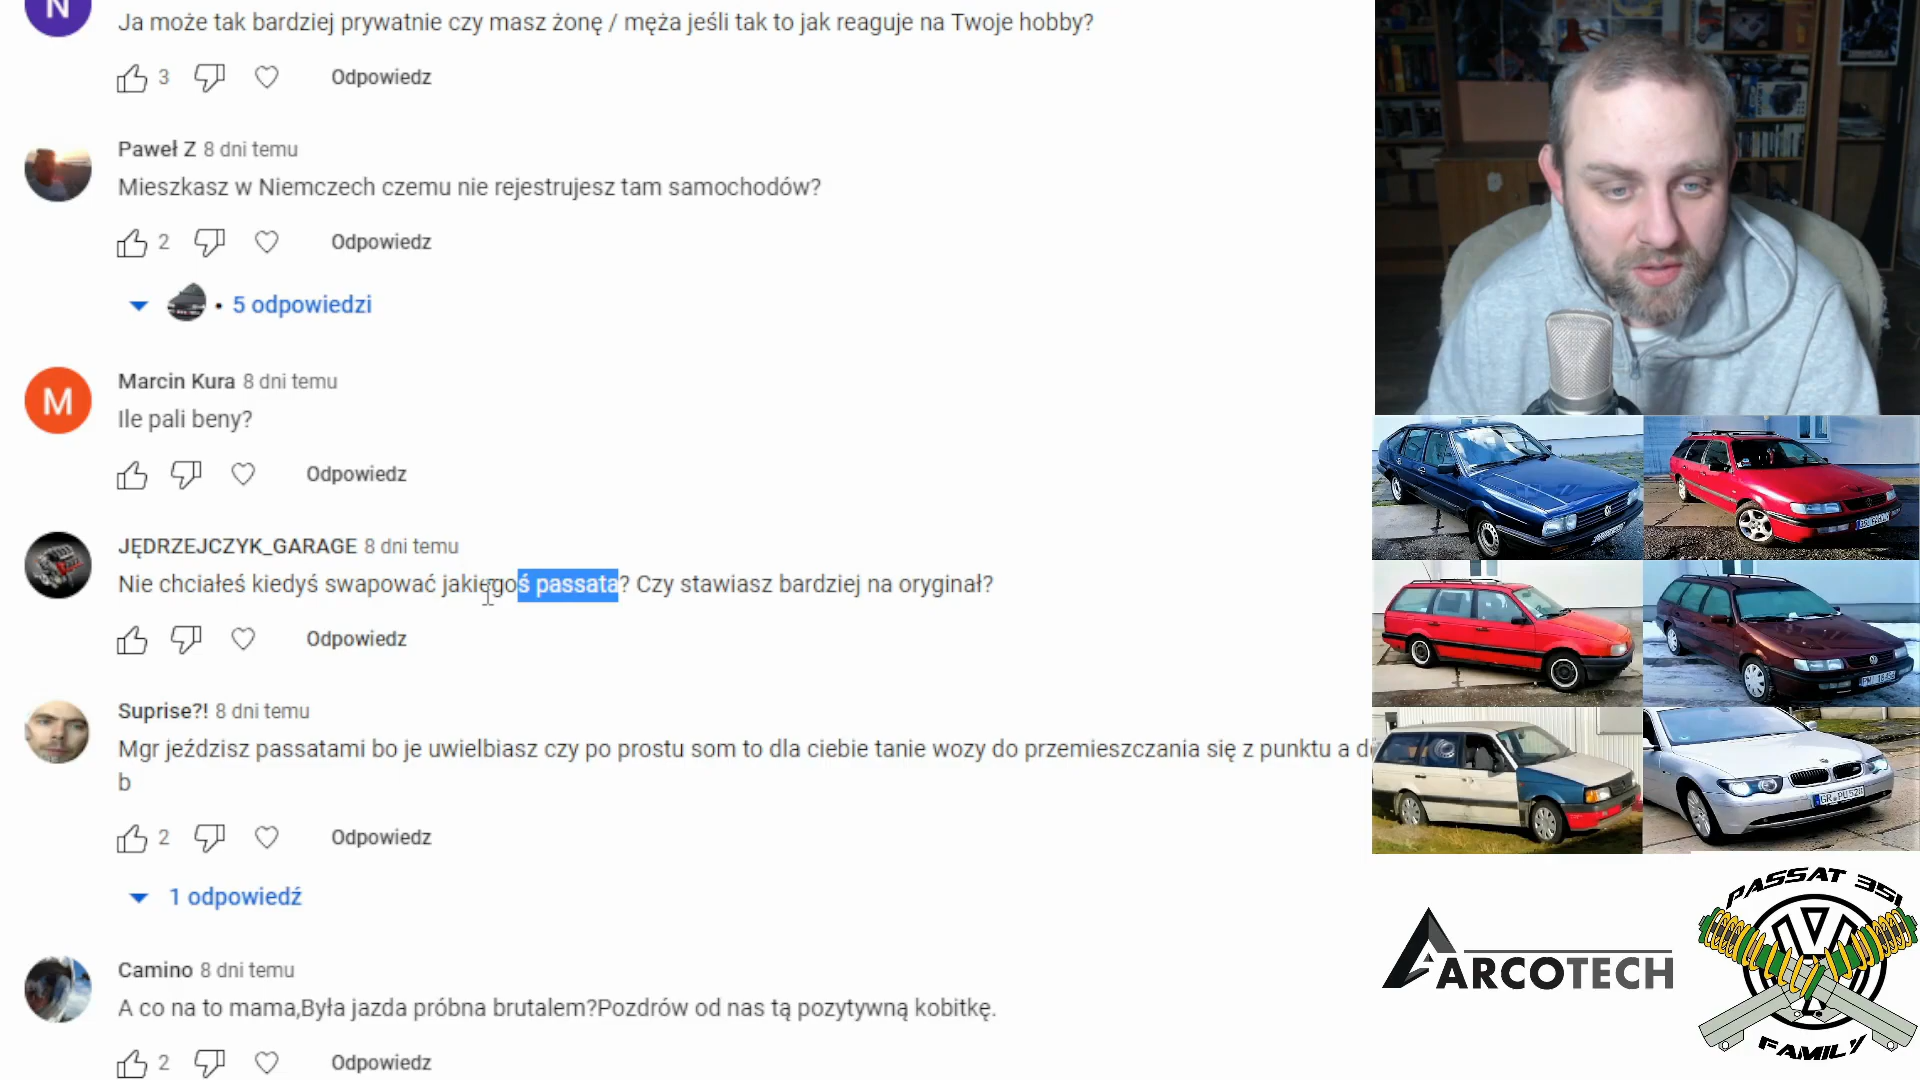 N
Ja może tak bardziej prywatnie czy masz żonę / męża jeśli tak to jak reaguje na Twoje hobby?
3
Odpowiedz
Paweł Z 8 dni temu
Mieszkasz w Niemczech czemu nie rejestrujesz tam samochodów?
2
Odpowiedz
• 5 odpowiedzi
M
Marcin Kura 8 dni temu
Ile pali beny?
Odpowiedz
JĘDRZEJCZYK_GARAGE 8 dni temu
Nie chciałeś kiedyś swapować jakiegoś passata? Czy stawiasz bardziej na oryginał?
Odpowiedz
Suprise?! 8 dni temu
Mgr jeździsz passatami bo je uwielbiasz czy po prostu som to dla ciebie tanie wozy do przemieszczania się z punktu a
b
2
Odpowiedz
1 odpowiedź
Camino 8 dni temu
A co na to mama,Była jazda próbna brutalem?Pozdrów od nas tą pozytywną kobitkę.
2
Odpowiedz
ARCOTECH
PASSAT 35I
FAMILY